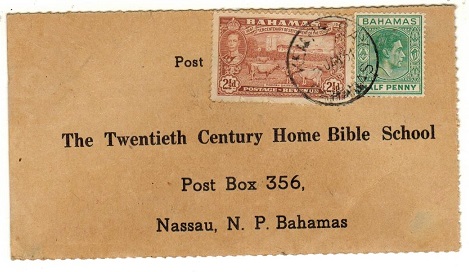 BAHAMAS
BAHAMAS
2½d 2½d
POSTAGE - REVENUE
HALF PENNY
Post
The Twentieth Century Home Bible School
Post Box 356,
Nassau, N. P. Bahamas